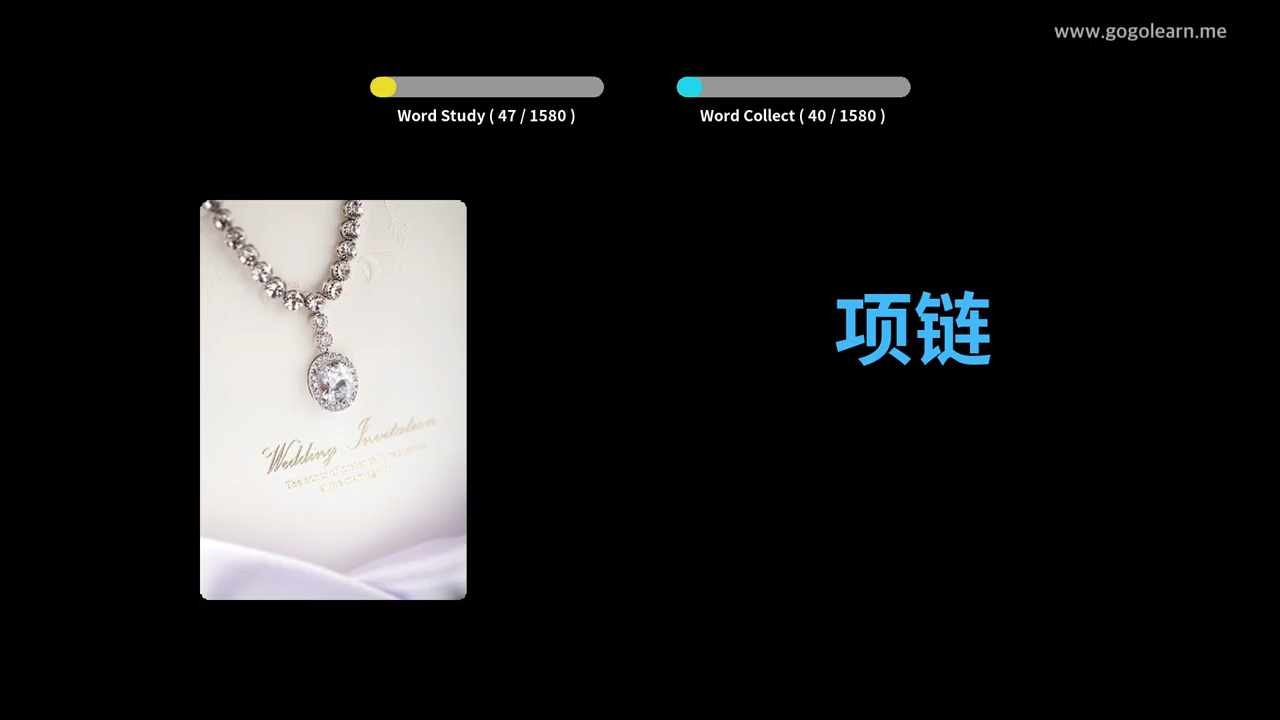 www.gogolearn.me
Word Study ( 47 / 1580 )
Word Collect ( 40 / 1580 )
项链
Wedding Invitation